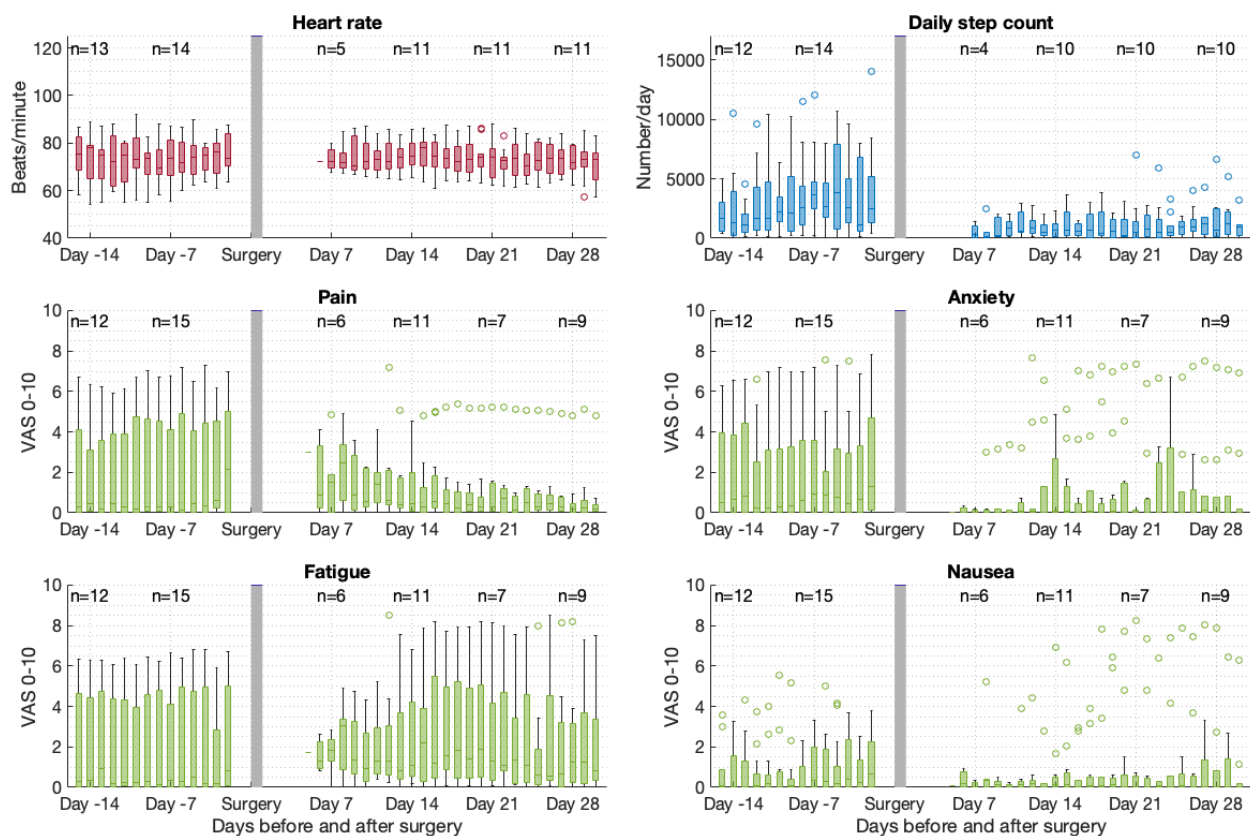 Heart rate
n=13 n=14 n=5 n=11 n=11 n=11
Beats/minute
120
100
80
60
40
Day -14 Day -7 Surgery Day 7 Day 14 Day 21 Day 28
Daily step count
n=12 n=14 n=4 n=10 n=10 n=10
Number/day
15000
10000
5000
0
Day -14 Day -7 Surgery Day 7 Day 14 Day 21 Day 28
Pain
n=12 n=15 n=6 n=11 n=7 n=9
VAS 0-10
10
8
6
4
2
0
Day -14 Day -7 Surgery Day 7 Day 14 Day 21 Day 28
Anxiety
n=12 n=15 n=6 n=11 n=7 n=9
VAS 0-10
10
8
6
4
2
0
Day -14 Day -7 Surgery Day 7 Day 14 Day 21 Day 28
Fatigue
n=12 n=15 n=6 n=11 n=7 n=9
VAS 0-10
10
8
6
4
2
0
Day -14 Day -7 Surgery Day 7 Day 14 Day 21 Day 28
Days before and after surgery
Nausea
n=12 n=15 n=6 n=11 n=7 n=9
VAS 0-10
10
8
6
4
2
0
Day -14 Day -7 Surgery Day 7 Day 14 Day 21 Day 28
Days before and after surgery